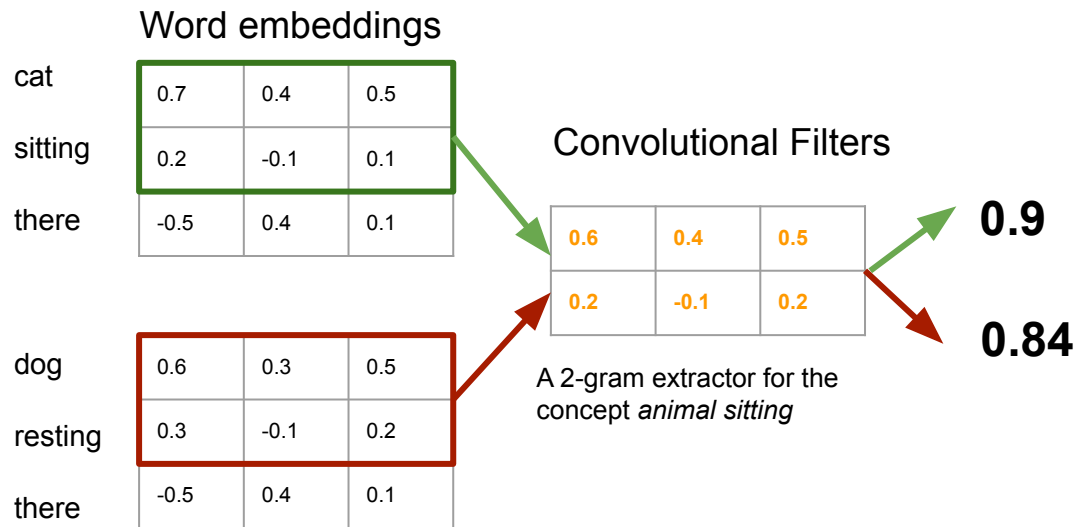 Word embeddings
cat 0.7 0.4 0.5
sitting 0.2 -0.1 0.1
there -0.5 0.4 0.1
dog 0.6 0.3 0.5
resting 0.3 -0.1 0.2
there -0.5 0.4 0.1
Convolutional Filters
0.6 0.4 0.5
0.2 -0.1 0.2
A 2-gram extractor for the
concept animal sitting
0.9
0.84